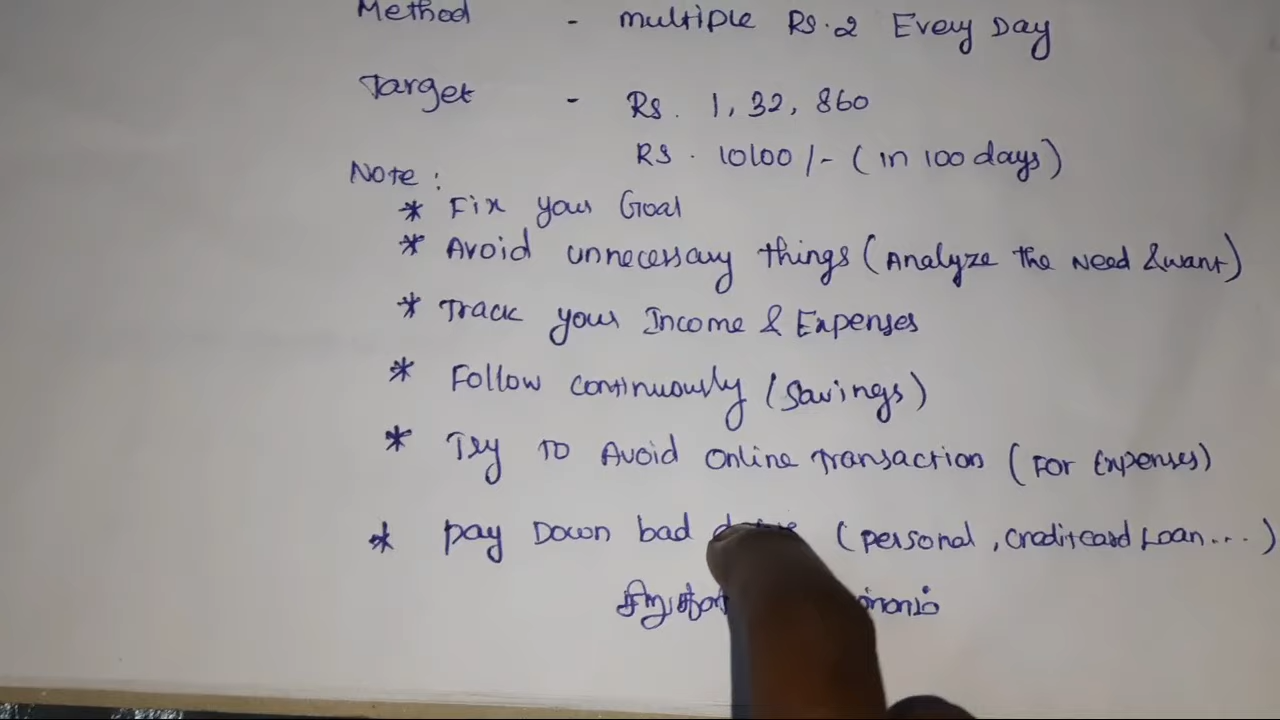 Method - multiple Rs.2 Every Day
Target - Rs. 1,32,860
RS. 10100/- (in 100 days)
Note:
* Fix your Goal
* Avoid unnecessary things (Analyze the Need & want)
* Track your Income & Expenses
* Follow continuously (Savings)
* Try To Avoid online Transaction (For Expenses)
* Pay Down bad (personal, creditcard Loan...)